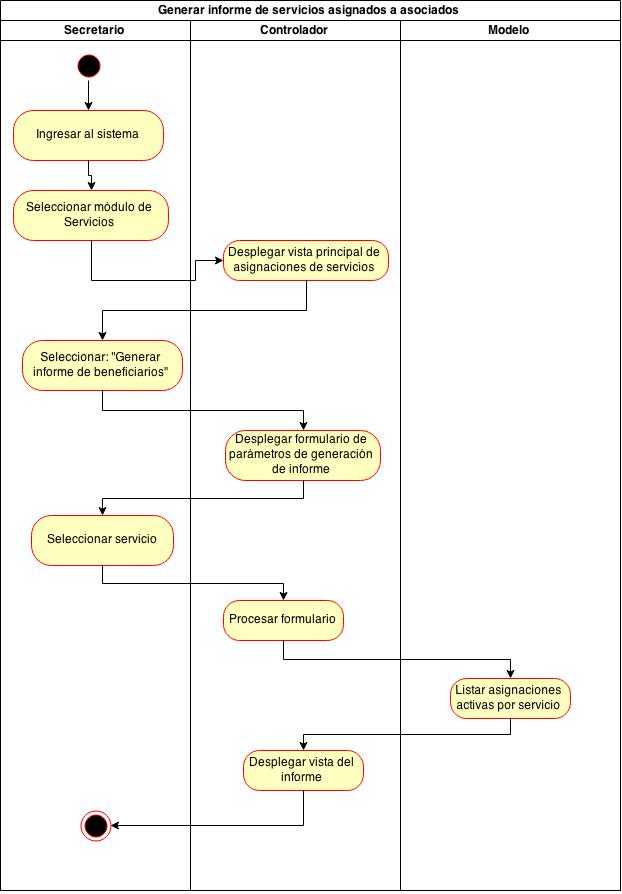 Generar informe de servicios asignados a asociados
Secretario
Controlador
Modelo
Ingresar al sistema
Seleccionar módulo de
Servicios
Desplegar vista principal de
asignaciones de servicios
Seleccionar: "Generar
informe de beneficiarios"
Desplegar formulario de
parámetros de generación
de informe
Seleccionar servicio
Procesar formulario
Listar asignaciones
activas por servicio
Desplegar vista del
informe